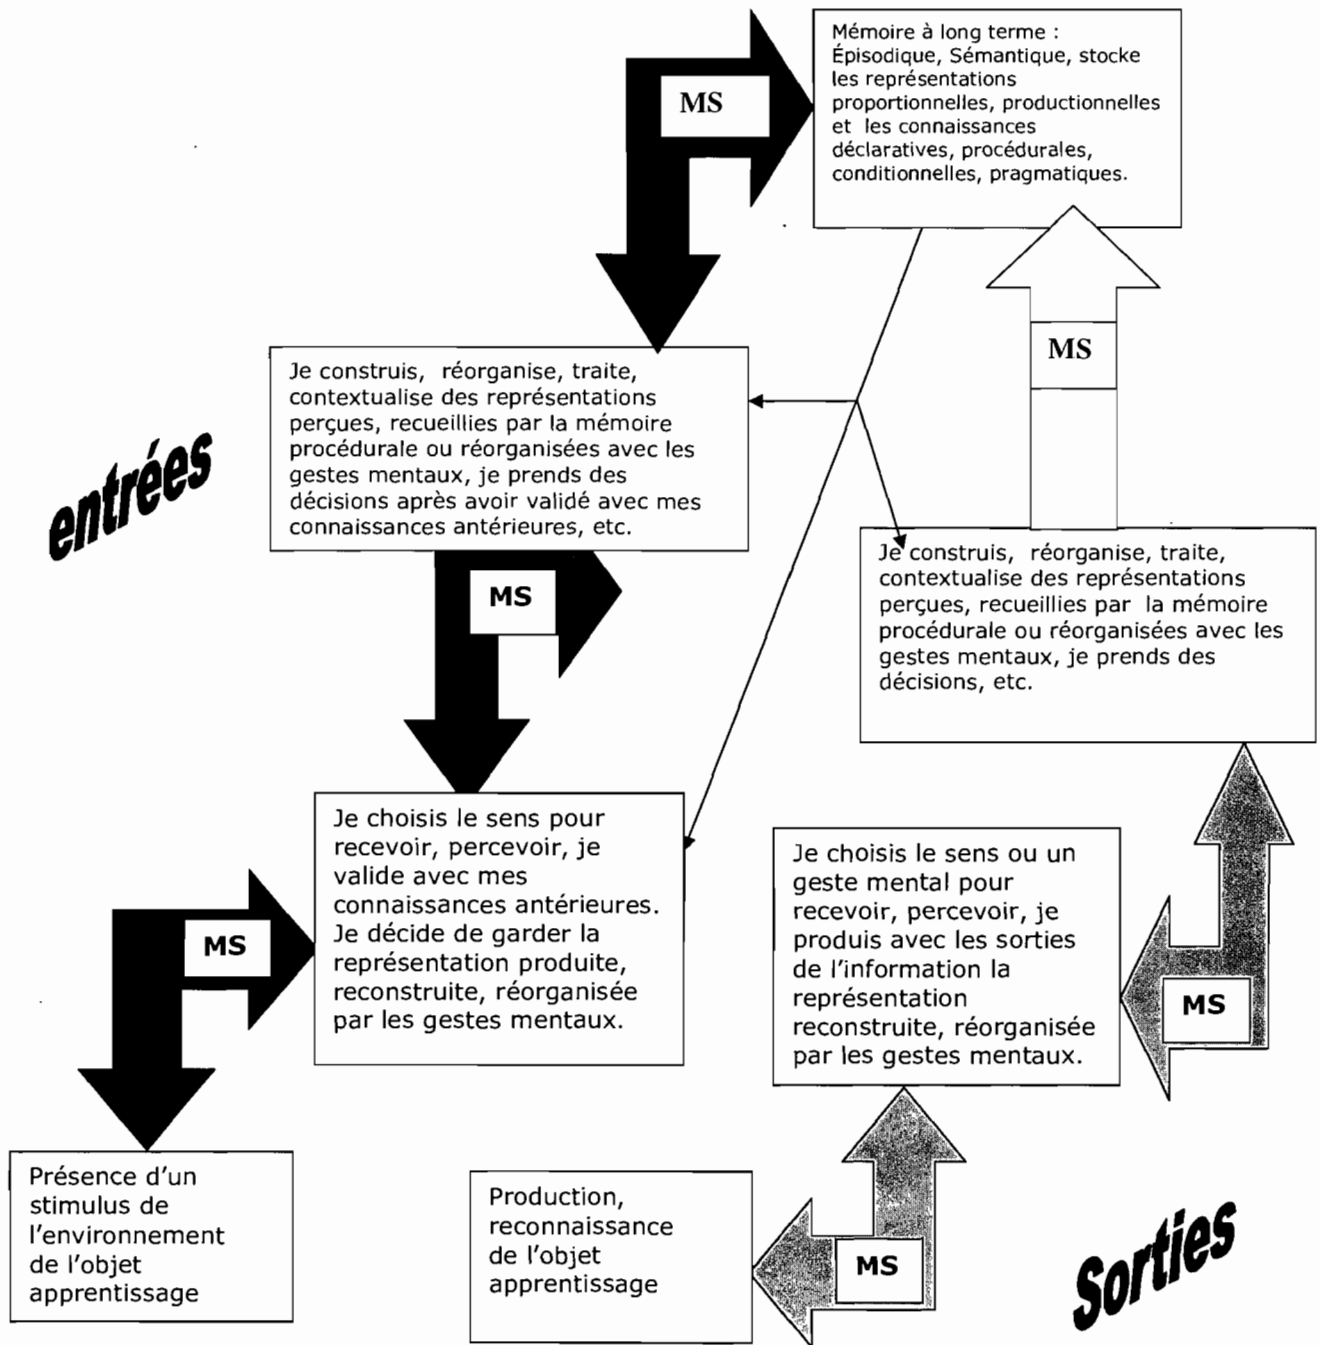 Mémoire à long terme :
Épisodique, Sémantique, stocke
les représentations
proportionnelles, productionnelles
et les connaissances
déclaratives, procédurales,
conditionnelles, pragmatiques.
MS
MS
Je construis, réorganise, traite,
contextualise des représentations
perçues, recueillies par la mémoire
procédurale ou réorganisées avec les
gestes mentaux, je prends des
décisions après avoir validé avec mes
connaissances antérieures, etc.
entrées
MS
Je construis, réorganise, traite,
contextualise des représentations
perçues, recueillies par la mémoire
procédurale ou réorganisées avec les
gestes mentaux, je prends des
décisions, etc.
Je choisis le sens pour
recevoir, percevoir, je
valide avec mes
connaissances antérieures.
Je décide de garder la
représentation produite,
reconstruite, réorganisée
par les gestes mentaux.
MS
Je choisis le sens ou un
geste mental pour
recevoir, percevoir, je
produis avec les sorties
de l'information la
représentation
reconstruite, réorganisée
par les gestes mentaux.
MS
Présence d'un
stimulus de
l'environnement
de l'objet
apprentissage
Production,
reconnaissance
de l'objet
apprentissage
MS
Sorties